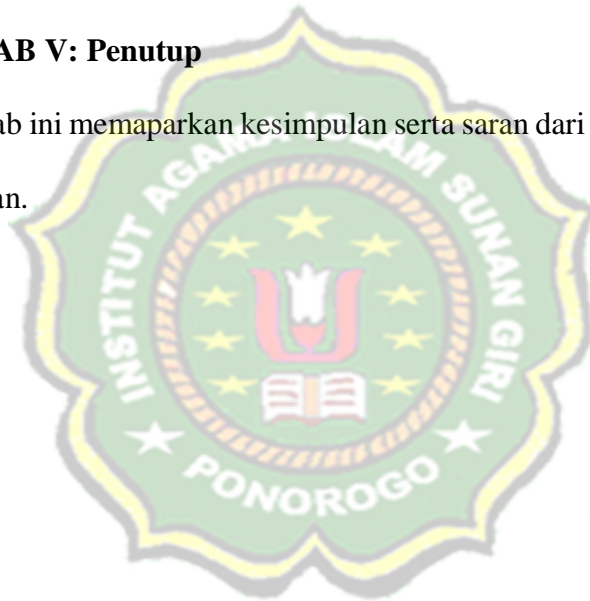 AB V: Penutup
ab ini memaparkan kesimpulan serta saran dari
an.
INSTITUT AGAMA ISLAM SUNAN GIRI
PONOROGO